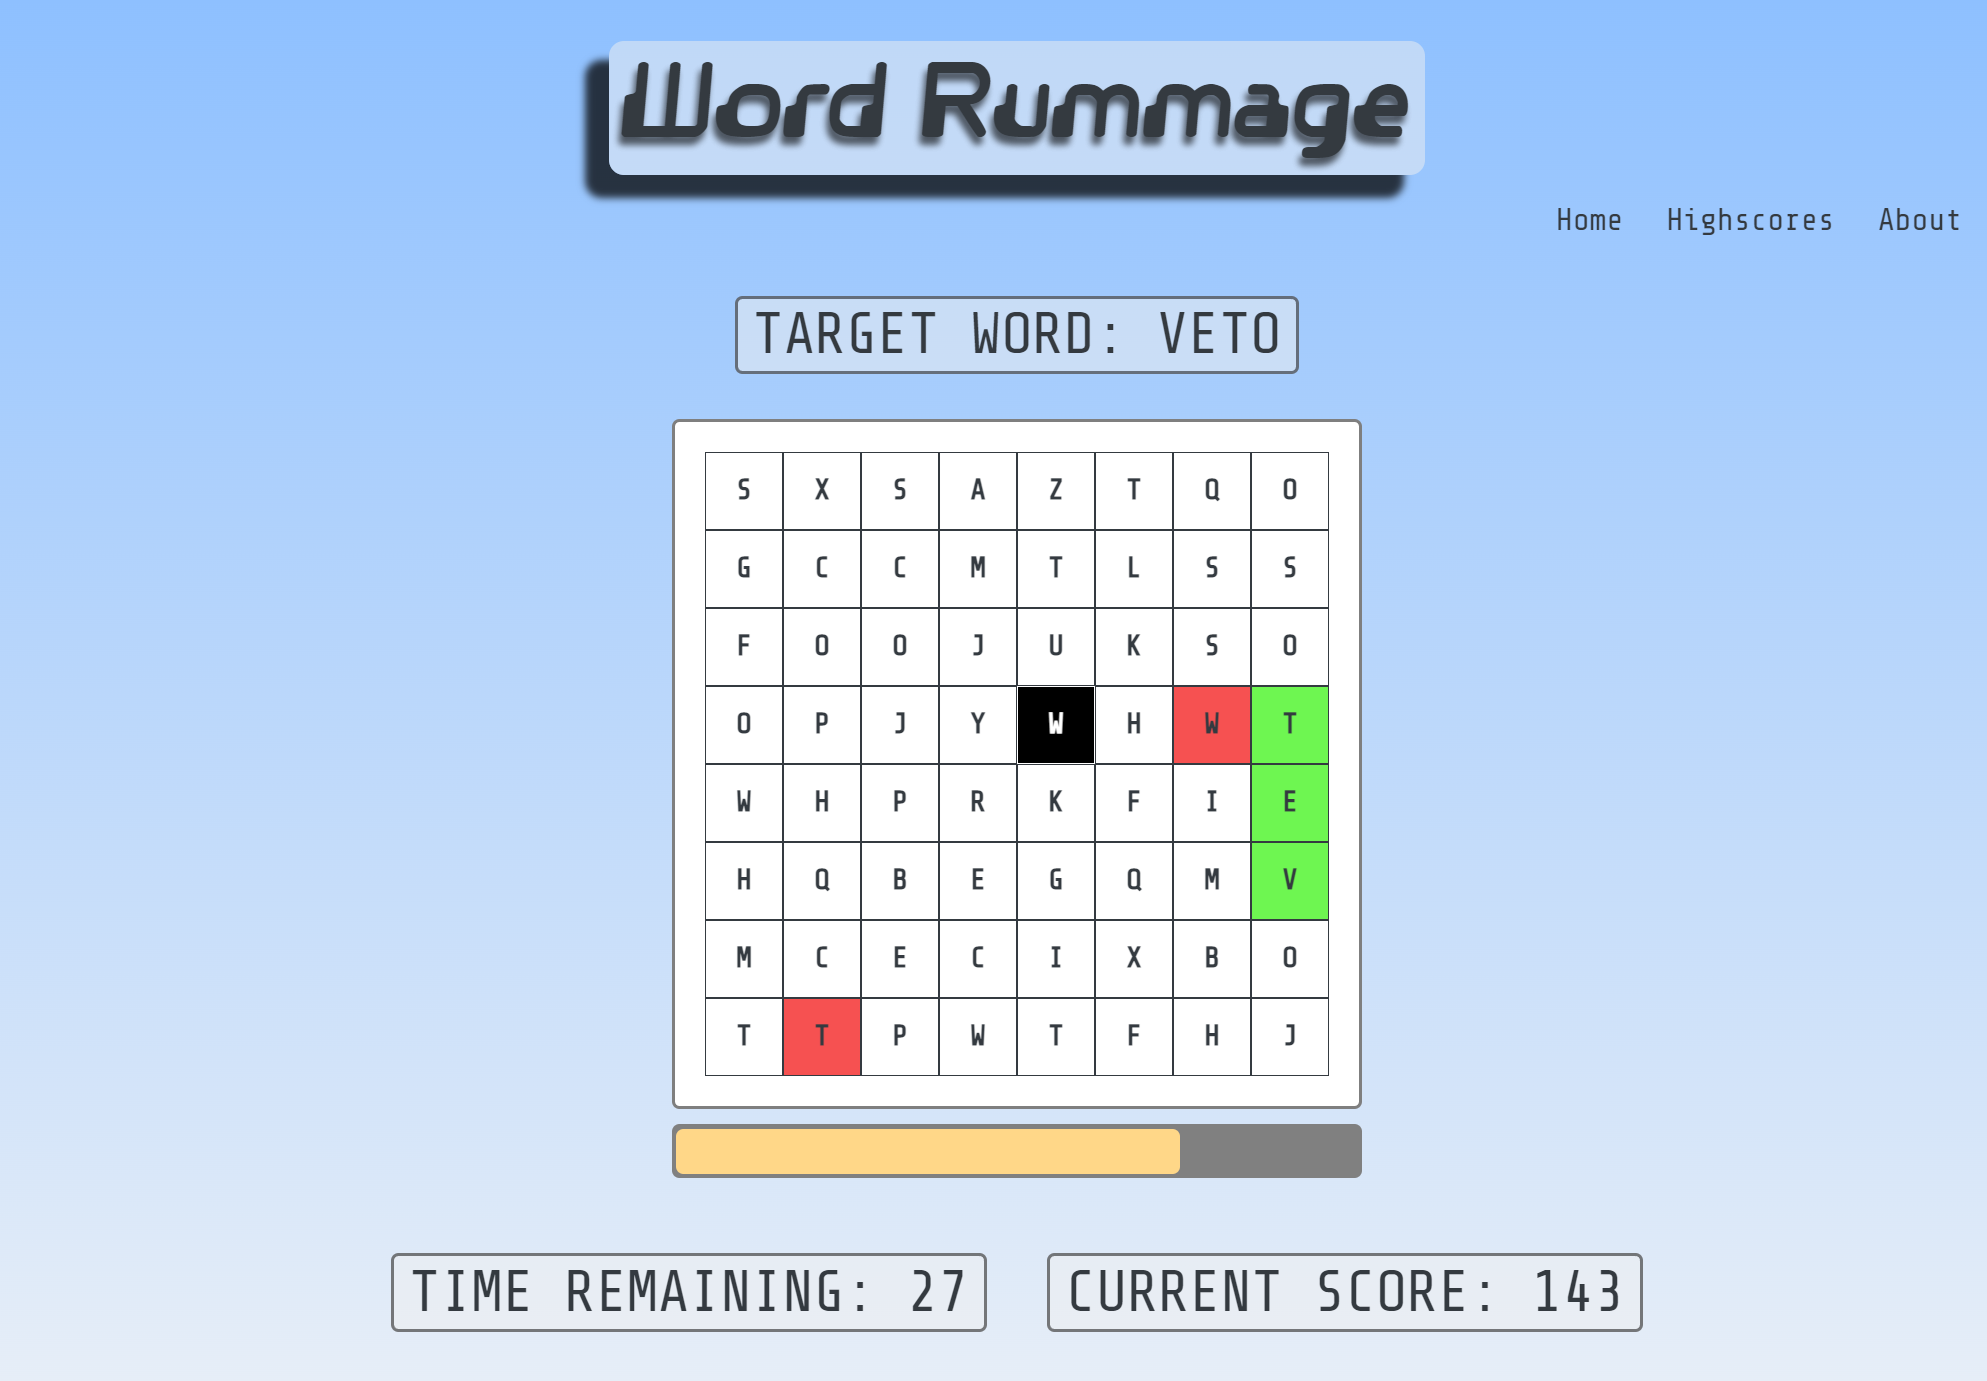 Word Rummage
Home Highscores About
TARGET WORD: VETO
S X S A Z T Q O
G C C M T L S S
F O O J U K S O
O P J Y W H W T
W H P R K F I E
H Q B E G Q M V
M C E C I X B O
T T P W T F H J
TIME REMAINING: 27 CURRENT SCORE: 143